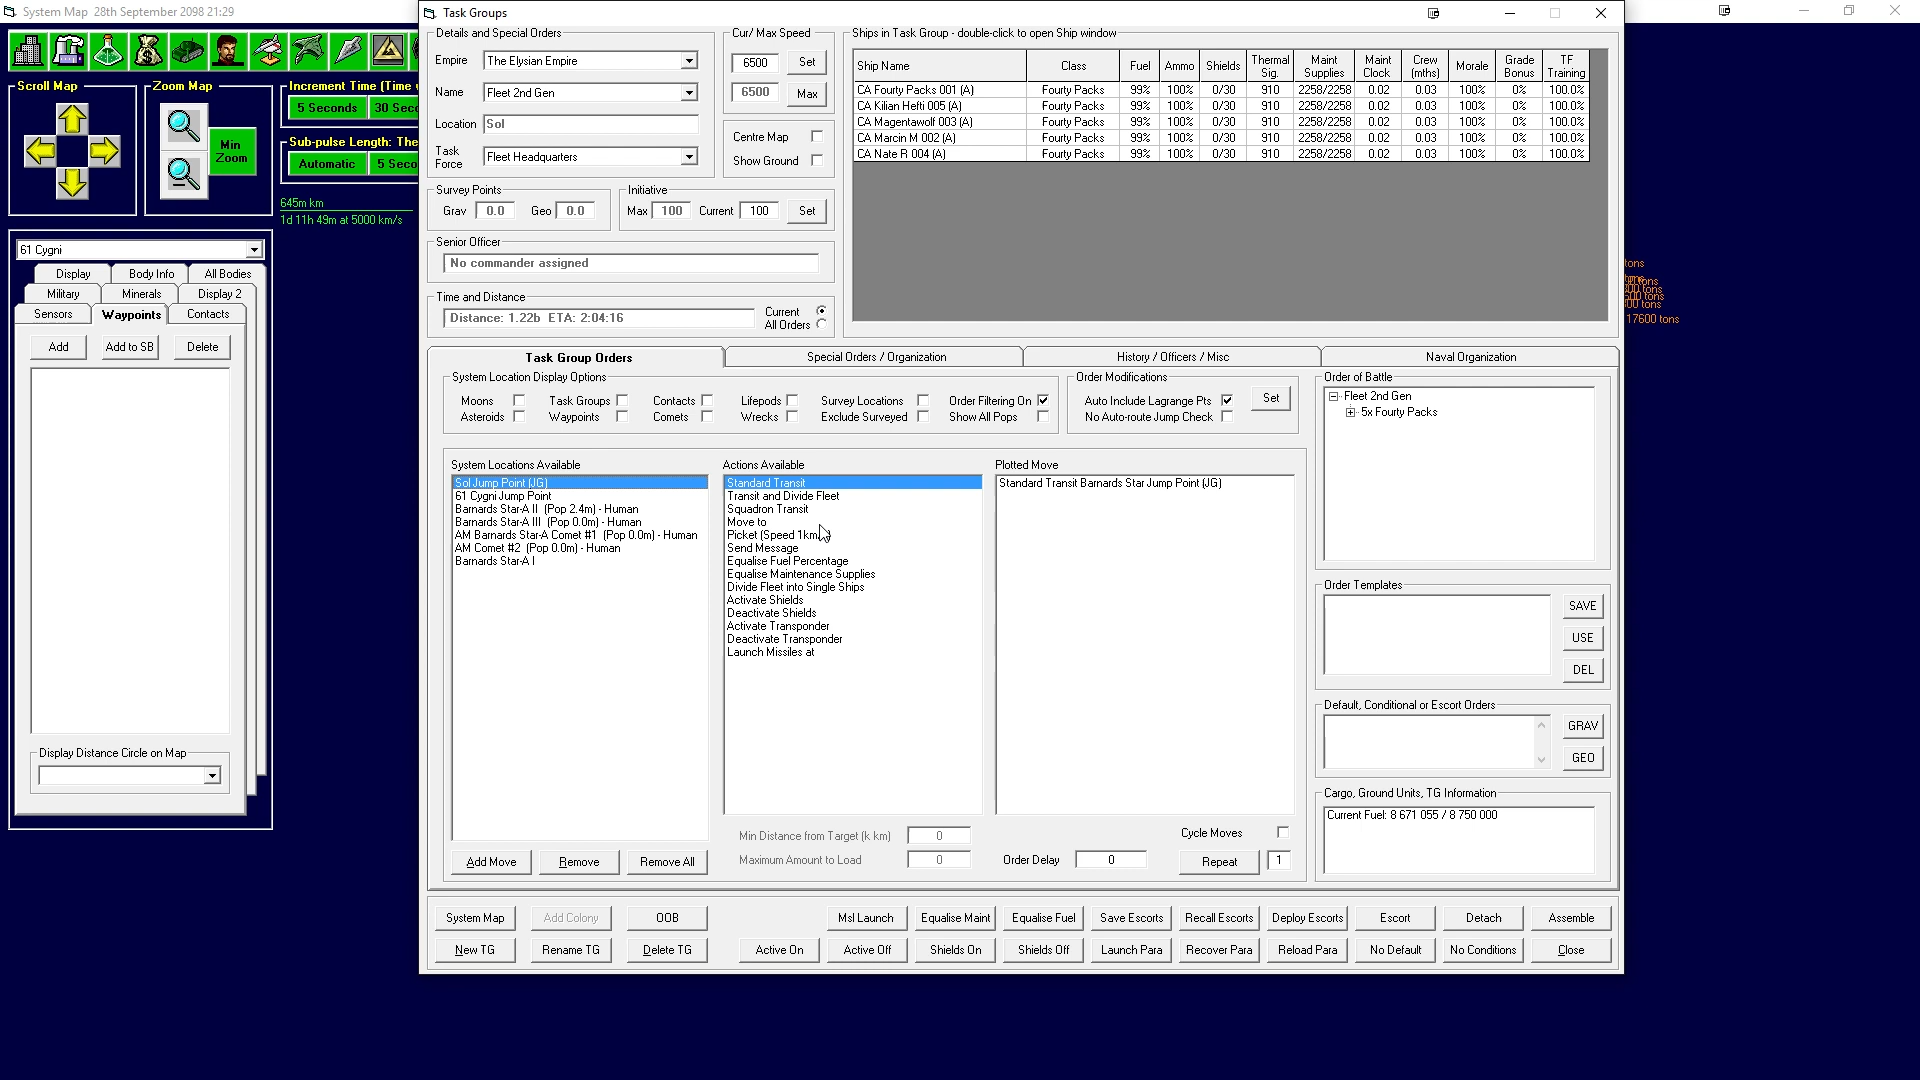 System Map  28th September 2098 21:29
Scroll Map
Zoom Map
Min Zoom
Increment Time (Time
5 Seconds
30 Sec
Sub-pulse Length: The
Automatic
5 Seco
645m km
1d 11h 49m at 5000 km/s
61 Cygni
Display
Body Info
All Bodies
Military
Minerals
Display 2
Sensors
Waypoints
Contacts
Add
Add to SB
Delete
Display Distance Circle on Map
Task Groups
Details and Special Orders
Empire
The Elysian Empire
Name
Fleet 2nd Gen
Location
Sol
Task Force
Fleet Headquarters
Cur/ Max Speed
6500
Set
6500
Max
Centre Map
Show Ground
Survey Points
Grav 0.0 Geo 0.0
Initiative
Max 100 Current 100 Set
Senior Officer
No commander assigned
Time and Distance
Distance: 1.22b  ETA: 2:04:16
Current
All Orders
Ships in Task Group - double-click to open Ship window
Ship Name Class Fuel Ammo Shields Thermal Sig. Maint Supplies Maint Clock Crew (mths) Morale Grade Bonus TF Training
CA Fourty Packs 001 (A) Fourty Packs 99% 100% 0/30 910 2258/2258 0.02 0.03 100% 0% 100.0%
CA Kilian Hefti 005 (A) Fourty Packs 99% 100% 0/30 910 2258/2258 0.02 0.03 100% 0% 100.0%
CA Magentawolf 003 (A) Fourty Packs 99% 100% 0/30 910 2258/2258 0.02 0.03 100% 0% 100.0%
CA Marcin M 002 (A) Fourty Packs 99% 100% 0/30 910 2258/2258 0.02 0.03 100% 0% 100.0%
CA Nate R 004 (A) Fourty Packs 99% 100% 0/30 910 2258/2258 0.02 0.03 100% 0% 100.0%
Task Group Orders
Special Orders / Organization
History / Officers / Misc
Naval Organization
System Location Display Options
Moons Task Groups Contacts Lifepods Survey Locations Order Filtering On
Asteroids Waypoints Comets Wrecks Exclude Surveyed Show All Pops
Order Modifications
Auto Include Lagrange Pts
No Auto-route Jump Check
Set
System Locations Available
Sol Jump Point (JG)
61 Cygni Jump Point
Barnards Star-A II  (Pop 2.4m) - Human
Barnards Star-A III  (Pop 0.0m) - Human
AM Barnards Star-A Comet #1  (Pop 0.0m) - Human
AM Comet #2  (Pop 0.0m) - Human
Barnards Star-A I
Actions Available
Standard Transit
Transit and Divide Fleet
Squadron Transit
Move to
Picket (Speed 1km
Send Message
Equalise Fuel Percentage
Equalise Maintenance Supplies
Divide Fleet into Single Ships
Activate Shields
Deactivate Shields
Activate Transponder
Deactivate Transponder
Launch Missiles at
Plotted Move
Standard Transit Barnards Star Jump Point (JG)
Min Distance from Target (k km) 0
Maximum Amount to Load 0
Order Delay 0
Cycle Moves
Repeat 1
Add Move
Remove
Remove All
Order of Battle
Fleet 2nd Gen
5x Fourty Packs
Order Templates
SAVE
USE
DEL
Default, Conditional or Escort Orders
GRAV
GEO
Cargo, Ground Units, TG Information
Current Fuel: 8 671 055 / 8 750 000
System Map Add Colony OOB Msl Launch Equalise Maint Equalise Fuel Save Escorts Recall Escorts Deploy Escorts Escort Detach Assemble
New TG Rename TG Delete TG Active On Active Off Shields On Shields Off Launch Para Recover Para Reload Para No Default No Conditions Close
tons
tons
17600 tons